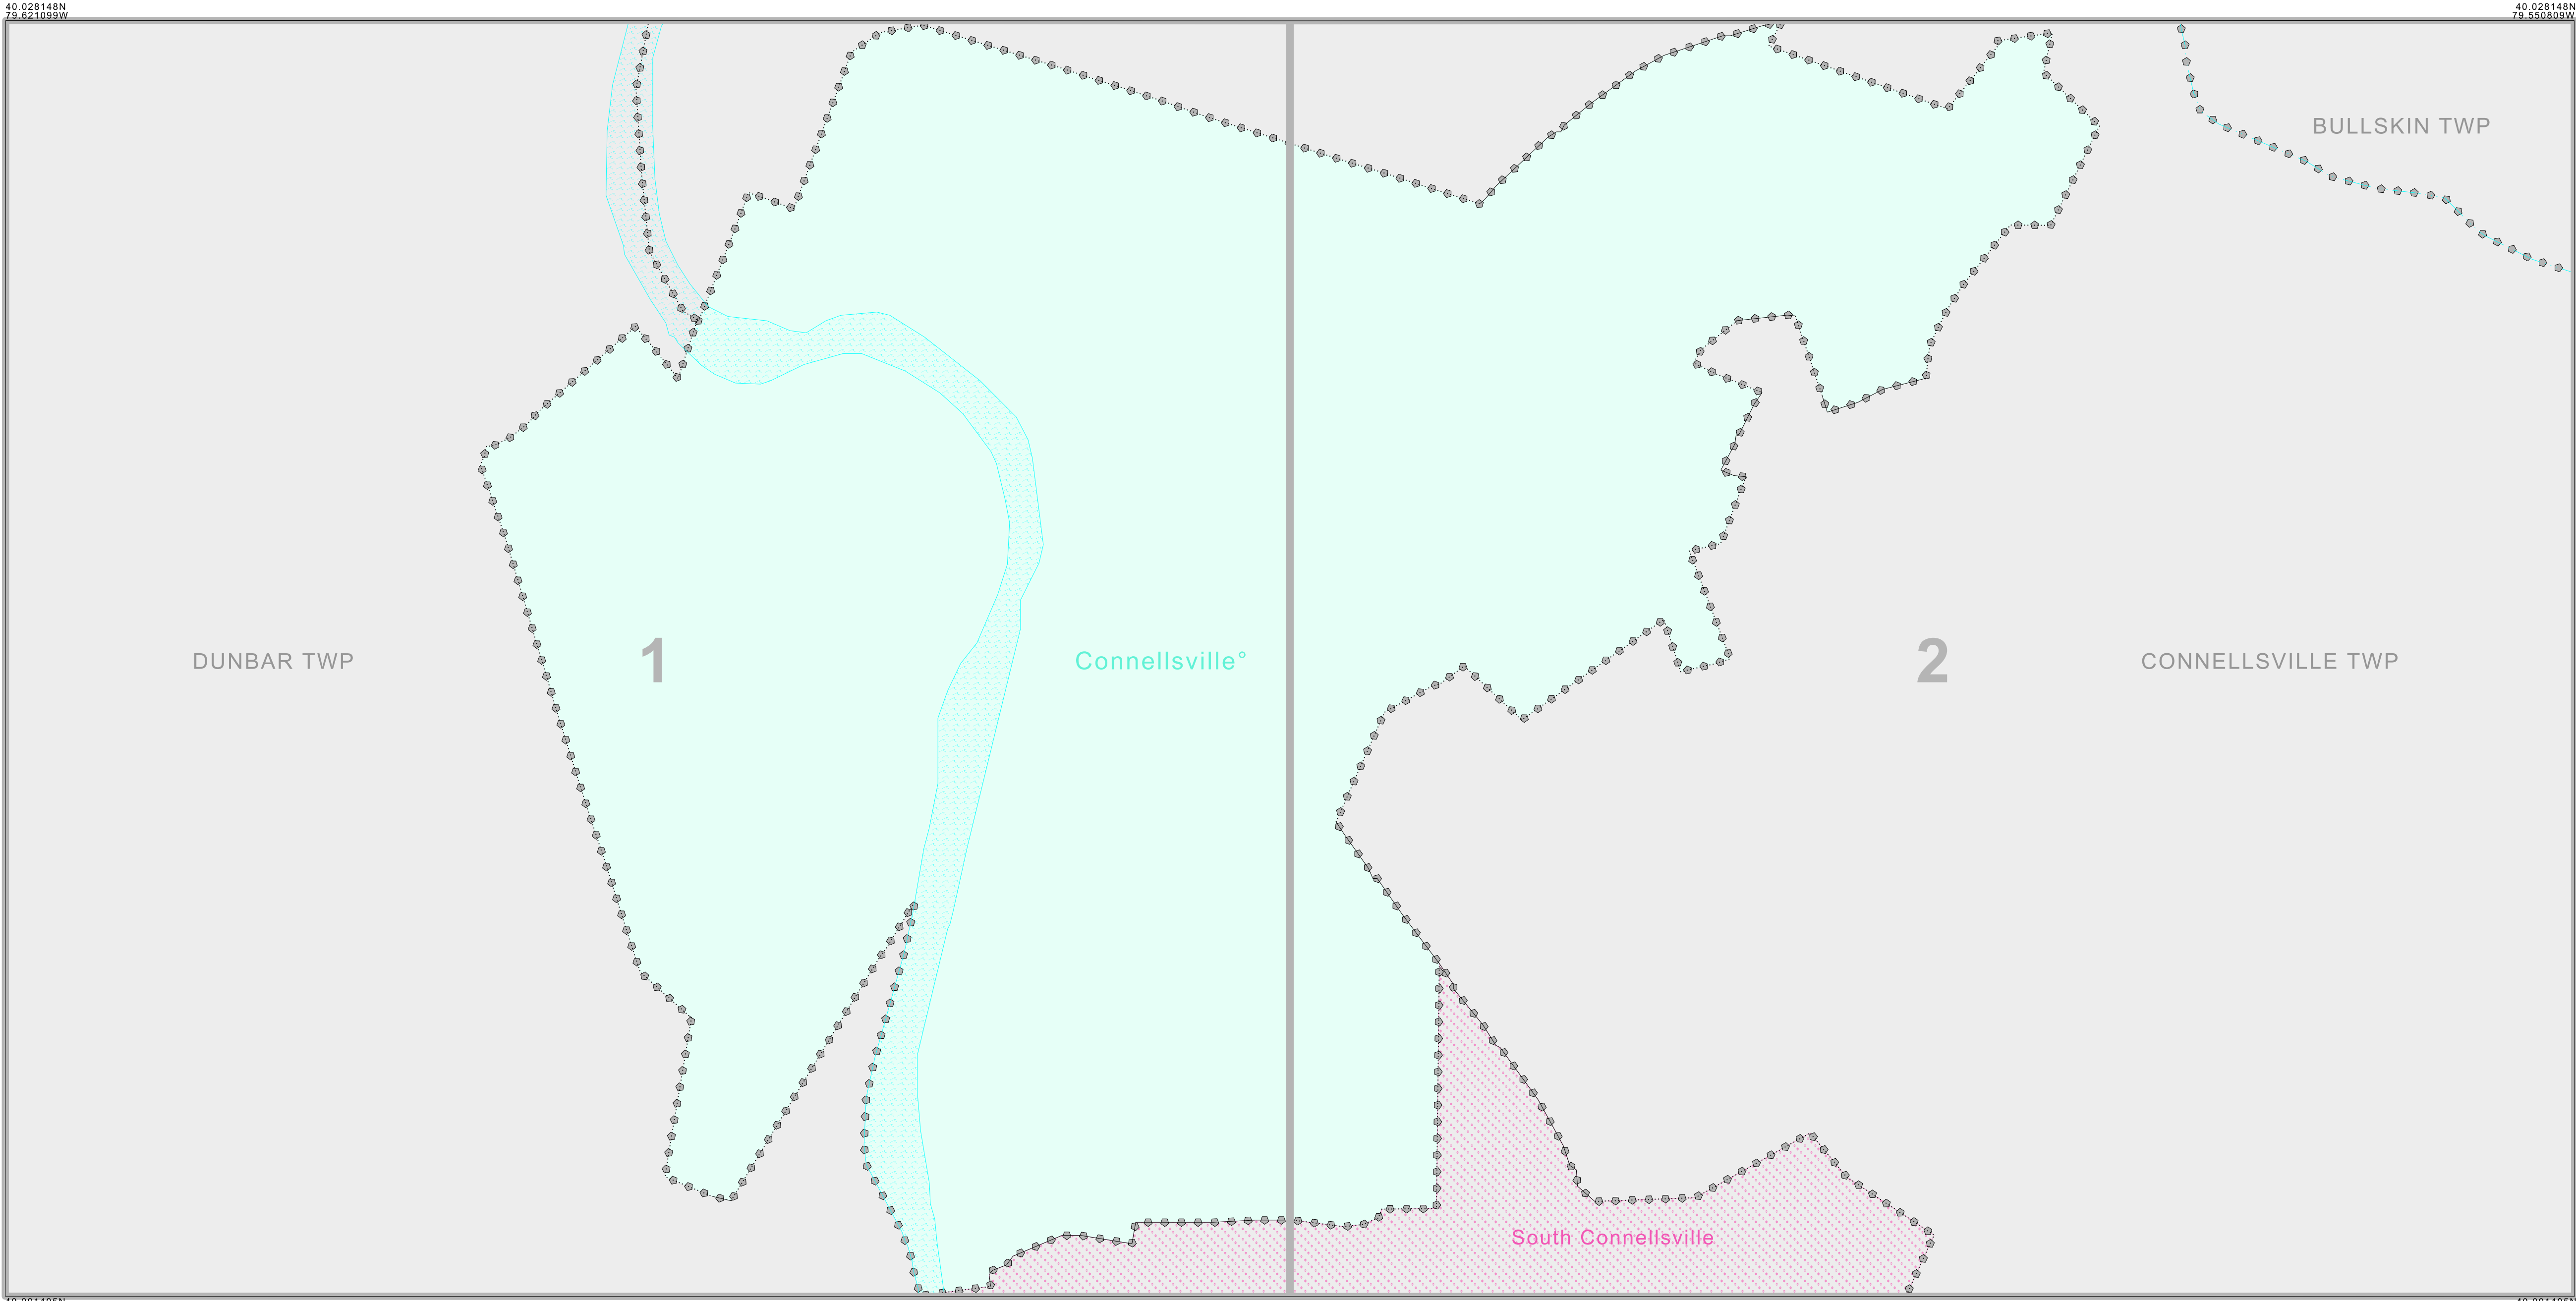 40.028148N
79.621099W
40.028148N
79.550809W
BULLSKIN TWP
DUNBAR TWP
1
Connellsville°
2
CONNELLSVILLE TWP
South Connellsville